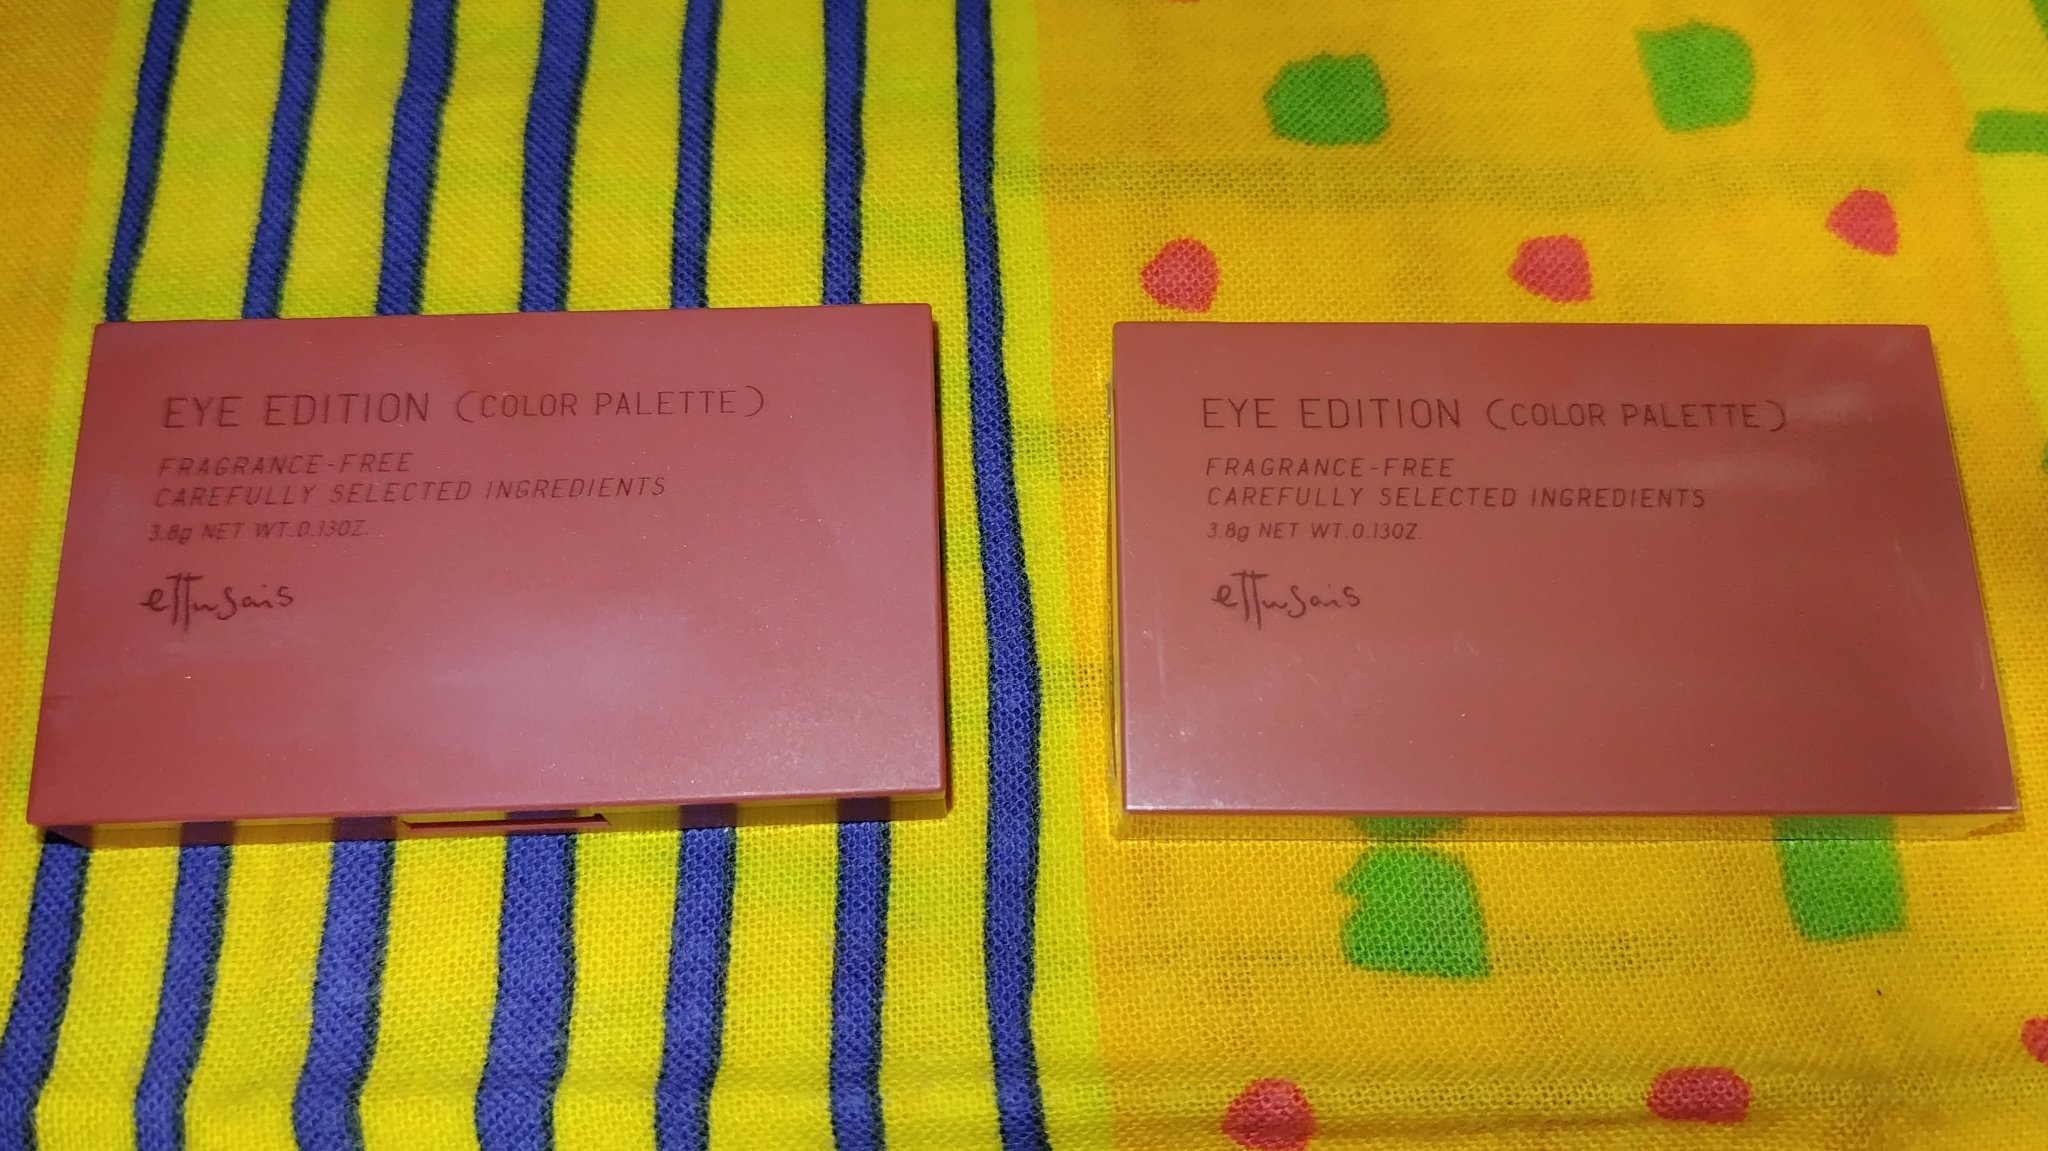 EYE EDITION (COLOR PALETTE)
FRAGRANCE-FREE
CAREFULLY SELECTED INGREDIENTS
3.8g NET WT.0.13OZ.
ettusais
EYE EDITION (COLOR PALETTE)
FRAGRANCE-FREE
CAREFULLY SELECTED INGREDIENTS
3.8g NET WT.0.13OZ.
ettusais